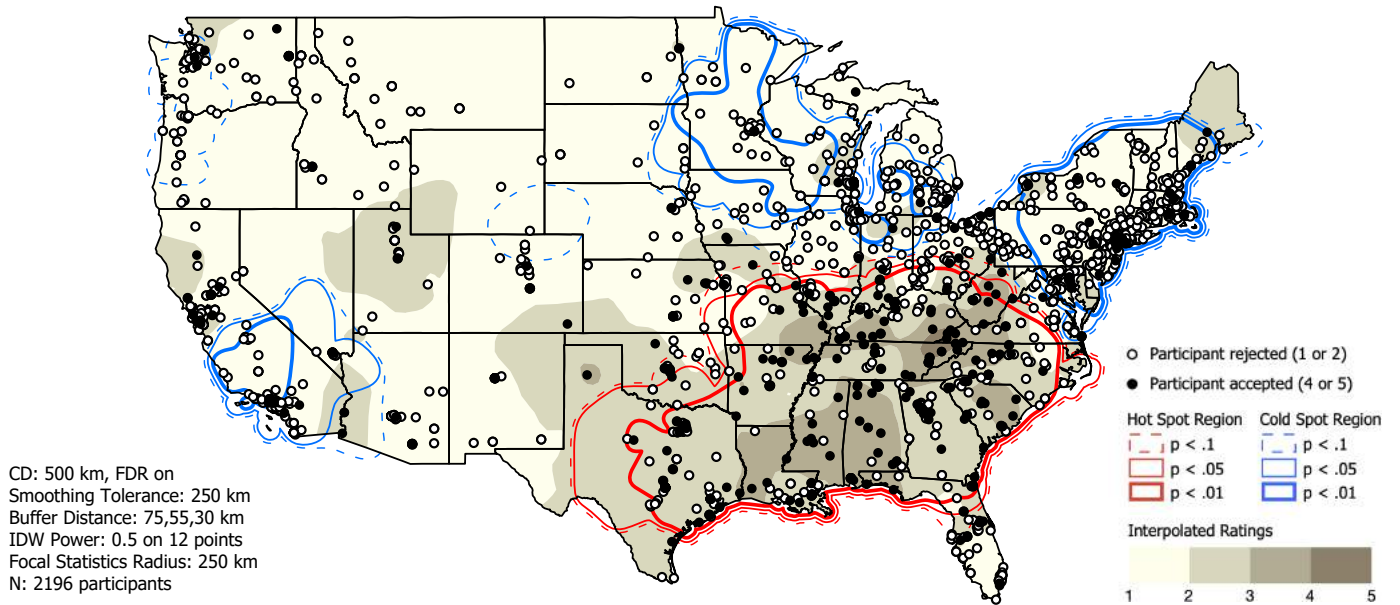 Participant rejected (1 or 2)
Participant accepted (4 or 5)
Hot Spot Region Cold Spot Region
p < .1 p < .1
p < .05 p < .05
p < .01 p < .01
Interpolated Ratings
1 2 3 4 5
CD: 500 km, FDR on
Smoothing Tolerance: 250 km
Buffer Distance: 75,55,30 km
IDW Power: 0.5 on 12 points
Focal Statistics Radius: 250 km
N: 2196 participants